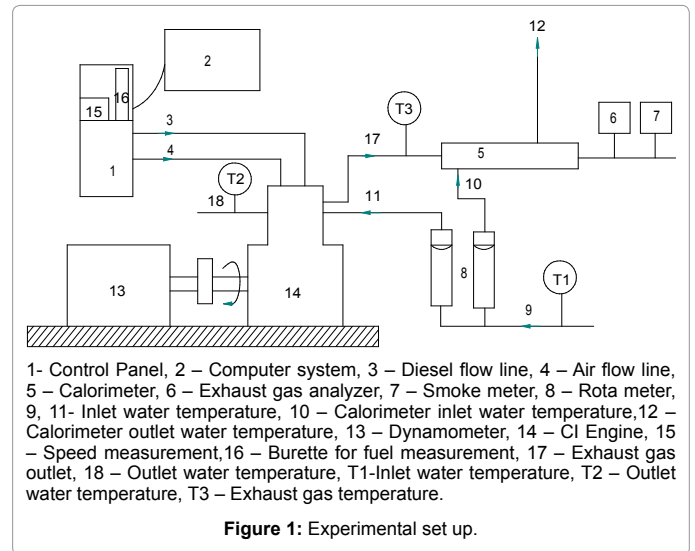 12
2
16
15
3
T3
6
7
4
17
5
1
T2
10
11
18
T1
8
13
14
9
1- Control Panel, 2 – Computer system, 3 – Diesel flow line, 4 – Air flow line,
5 – Calorimeter, 6 – Exhaust gas analyzer, 7 – Smoke meter, 8 – Rota meter,
9, 11- Inlet water temperature, 10 – Calorimeter inlet water temperature,12 –
Calorimeter outlet water temperature, 13 – Dynamometer, 14 – CI Engine, 15
– Speed measurement,16 – Burette for fuel measurement, 17 – Exhaust gas
outlet, 18 – Outlet water temperature, T1-Inlet water temperature, T2 – Outlet
water temperature, T3 – Exhaust gas temperature.
Figure 1: Experimental set up.